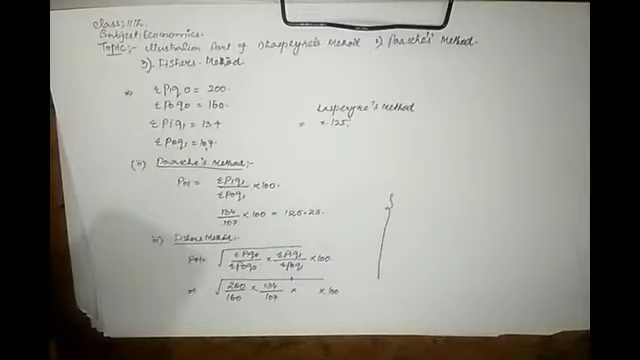 Class: 11th
Subject: Economics.
Topic:- illustration Part of 1) Laspeyre's Method 2) Paasche's Method.
3). Fishers Method.
ΣP1q0 = 200.
ΣP0q0 = 160.
ΣP1q1 = 134
ΣP0q1 = 107
Laspeyre's Method
= = 125.
(ii) Paasche's Method:-
P01 = ΣP1q1/ΣP0q1 × 100.
134/107 × 100 = 125.23.
iii) Fishers Method.
P01 = √ΣP1q0/ΣP0q0 × ΣP1q1/ΣP0q1 × 100
⇒ √200/160 × 134/107 × × 100